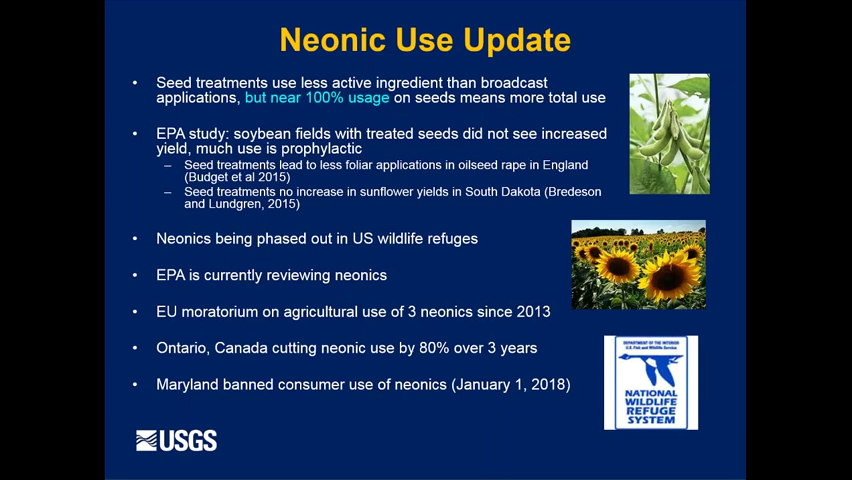 Neonic Use Update
• Seed treatments use less active ingredient than broadcast
applications, but near 100% usage on seeds means more total use
• EPA study: soybean fields with treated seeds did not see increased
yield, much use is prophylactic
– Seed treatments lead to less foliar applications in oilseed rape in England
(Budget et al 2015)
– Seed treatments no increase in sunflower yields in South Dakota (Bredeson
and Lundgren, 2015)
• Neonics being phased out in US wildlife refuges
• EPA is currently reviewing neonics
• EU moratorium on agricultural use of 3 neonics since 2013
• Ontario, Canada cutting neonic use by 80% over 3 years
• Maryland banned consumer use of neonics (January 1, 2018)
DEPARTMENT OF THE INTERIOR
U.S. Fish and Wildlife Service
NATIONAL
WILDLIFE
REFUGE
SYSTEM
USGS